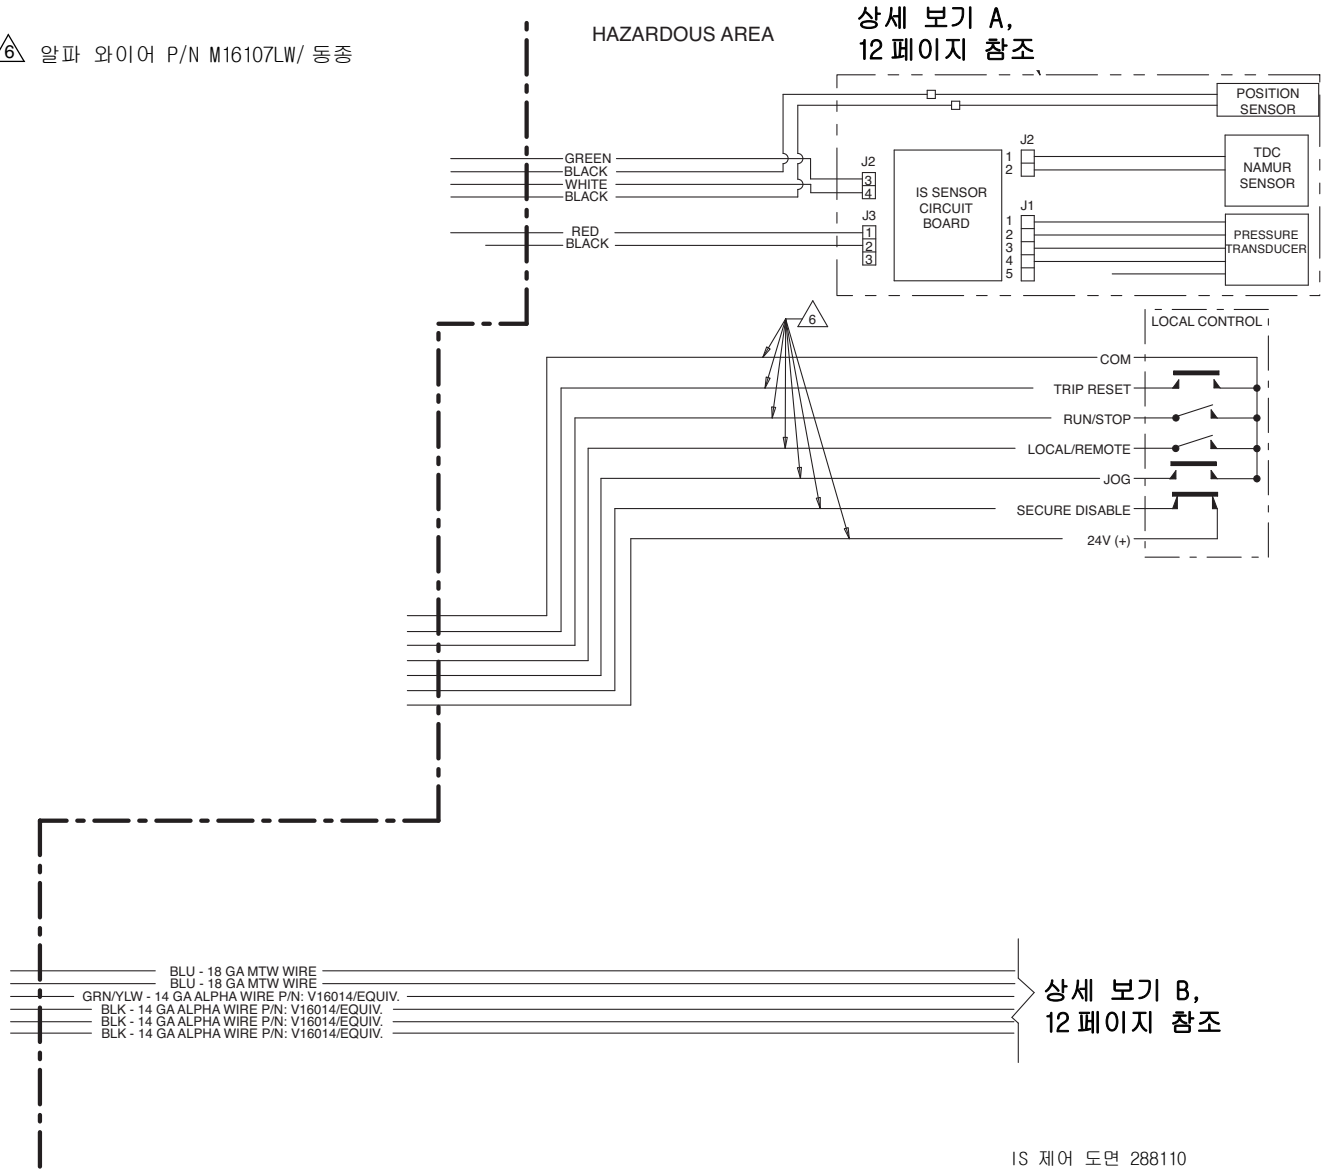 6 알파 와이어 P/N M16107LW/ 동종
HAZARDOUS AREA
상세 보기 A,
12 페이지 참조
POSITION
SENSOR
GREEN
BLACK
WHITE
BLACK
RED
BLACK
J2
3
4
J3
1
2
3
IS SENSOR
CIRCUIT
BOARD
J2
1
2
J1
1
2
3
4
5
TDC
NAMUR
SENSOR
PRESSURE
TRANSDUCER
6
LOCAL CONTROL
COM
TRIP RESET
RUN/STOP
LOCAL/REMOTE
JOG
SECURE DISABLE
24V (+)
BLU - 18 GA MTW WIRE
BLU - 18 GA MTW WIRE
GRN/YLW - 14 GA ALPHA WIRE P/N: V16014/EQUIV.
BLK - 14 GA ALPHA WIRE P/N: V16014/EQUIV.
BLK - 14 GA ALPHA WIRE P/N: V16014/EQUIV.
BLK - 14 GA ALPHA WIRE P/N: V16014/EQUIV.
상세 보기 B,
12 페이지 참조
IS 제어 도면 288110